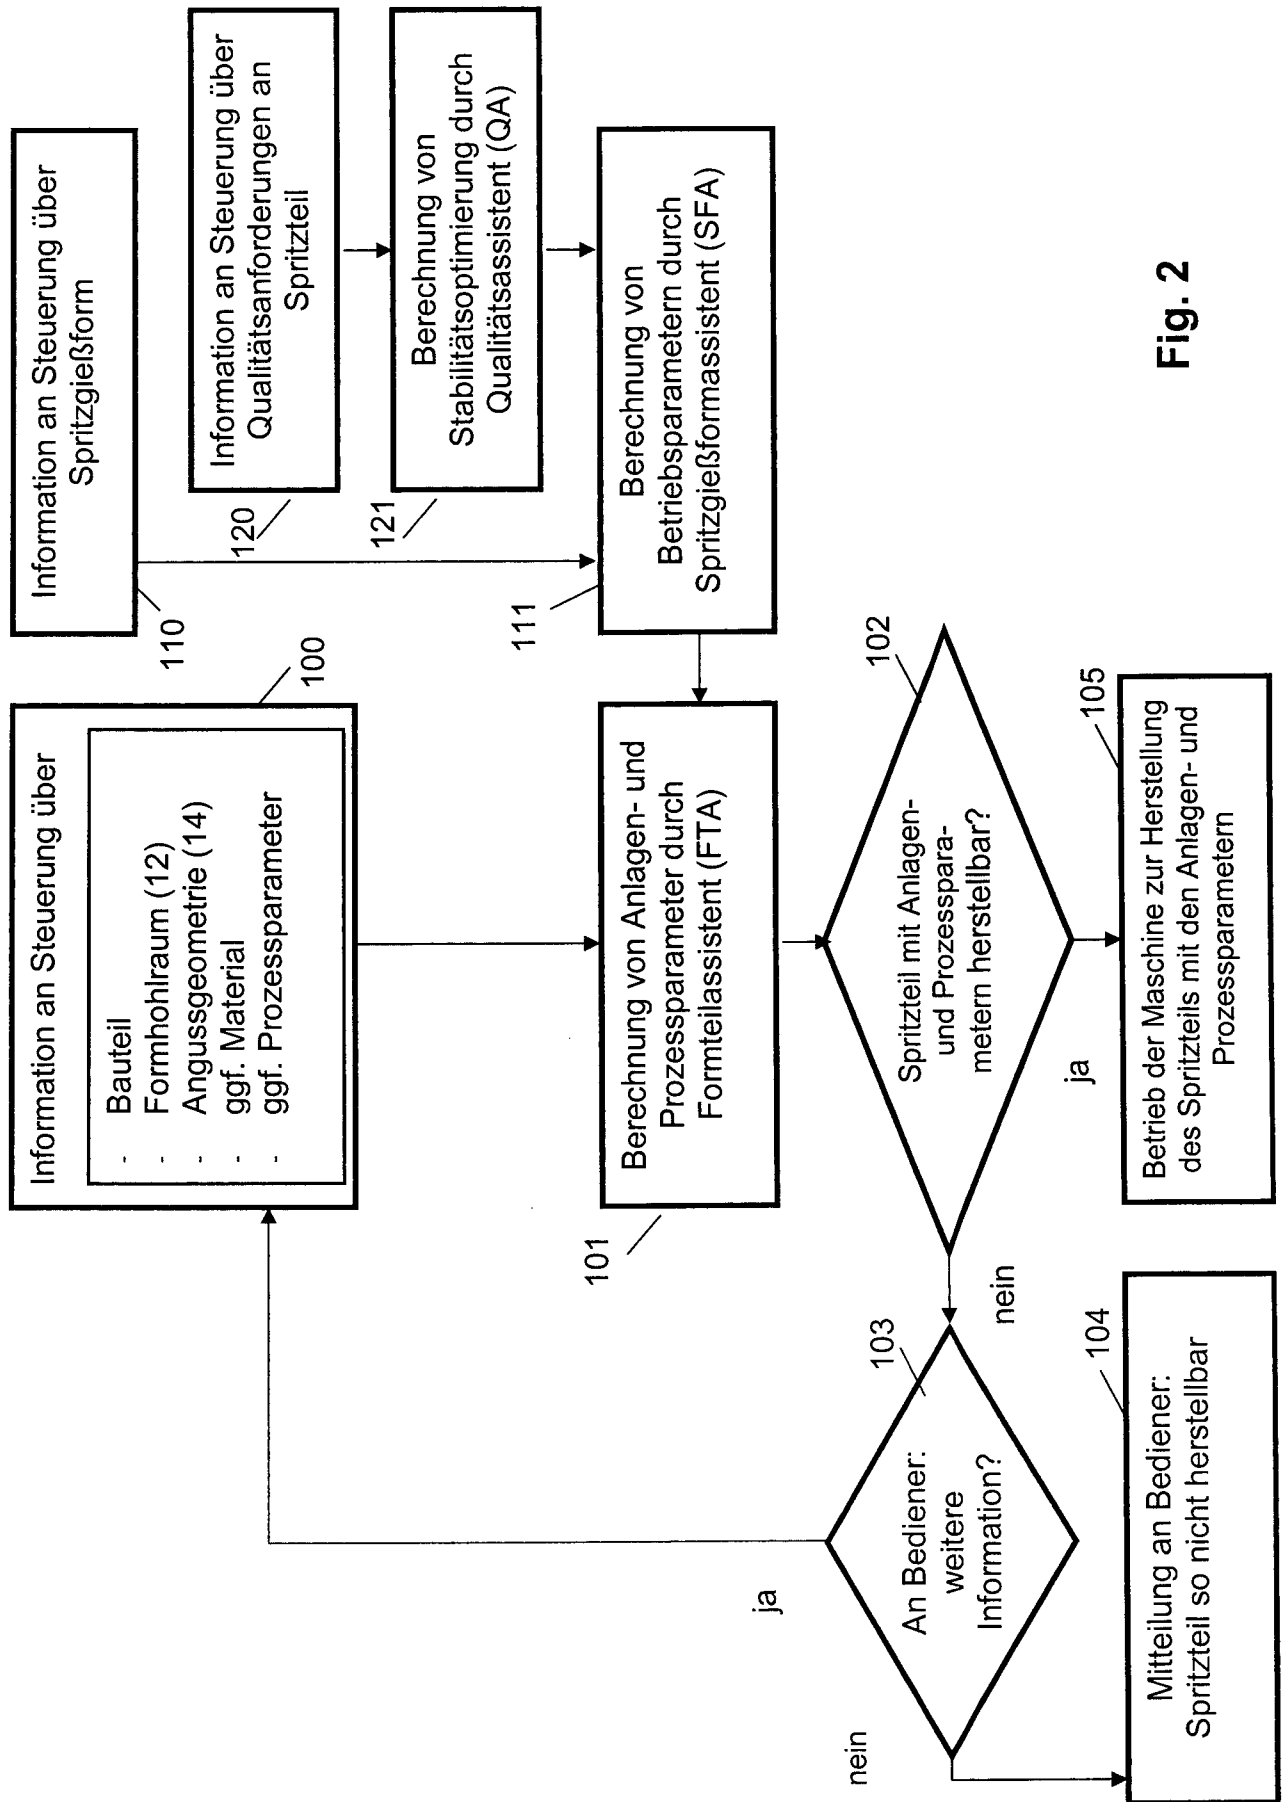 Information an Steuerung über
- Bauteil
- Formhohlraum (12)
- Angussgeometrie (14)
- ggf. Material
- ggf. Prozessparameter
100
Information an Steuerung über
Spritzgießform
110
Information an Steuerung über
Qualitätsanforderungen an
Spritzteil
120
Berechnung von
Stabilitätsoptimierung durch
Qualitätsassistent (QA)
121
Berechnung von
Betriebsparametern durch
Spritzgießformassistent (SFA)
111
Berechnung von Anlagen- und
Prozessparameter durch
Formteilassistent (FTA)
101
Spritzteil mit Anlagen-
und Prozesspara-
metern herstellbar?
102
nein
ja
An Bediener:
weitere
Information?
103
ja
nein
Mitteilung an Bediener:
Spritzteil so nicht herstellbar
104
Betrieb der Maschine zur Herstellung
des Spritzteils mit den Anlagen- und
Prozessparametern
105
Fig. 2